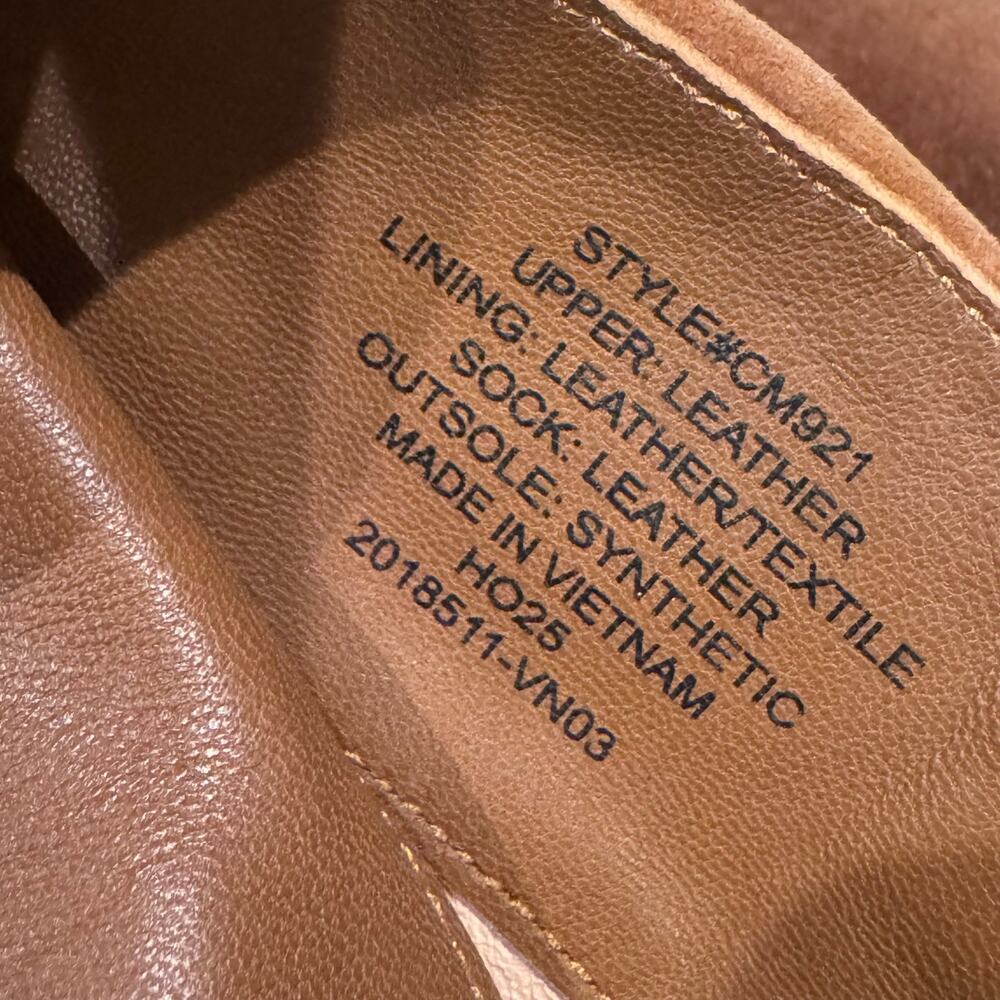 STYLE#CM921
UPPER: LEATHER
LINING: LEATHER/TEXTILE
SOCK: LEATHER
OUTSOLE: SYNTHETIC
MADE IN VIETNAM
HO25
2018511-VN03